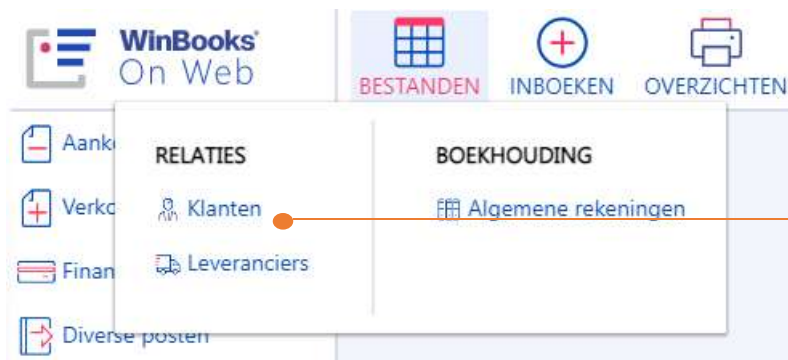 WinBooks
On Web
BESTANDEN
INBOEKEN
OVERZICHTEN
RELATIES
Klanten
Leveranciers
BOEKHOUDING
Algemene rekeningen
Diverse posten